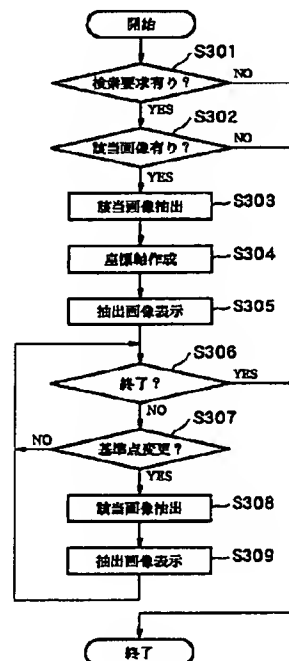 開始
S301
検索要求有り?
NO
YES
S302
該当画像有り?
NO
YES
該当画像抽出
S303
座標軸作成
S304
抽出画像表示
S305
S306
終了?
YES
NO
S307
基準点変更?
NO
YES
該当画像抽出
S308
抽出画像表示
S309
終了